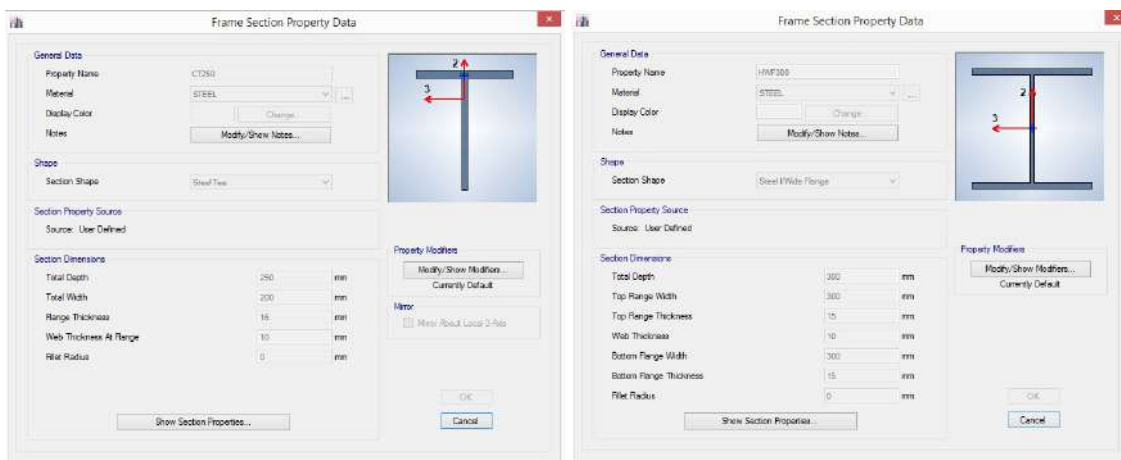 Frame Section Property Data
General Data
Property Name CT250
Material STEEL ...
Display Color Change...
Notes Modify/Show Notes...
Shape
Section Shape Steel Tee
Section Property Source
Source: User Defined
Section Dimensions
Total Depth 250 mm
Total Width 200 mm
Flange Thickness 15 mm
Web Thickness At Flange 10 mm
Fillet Radius 0 mm
Show Section Properties...
2
3
Property Modifiers
Modify/Show Modifiers...
Currently Default
Mirror
Mirror About Local 3-Axis
OK
Cancel
Frame Section Property Data
General Data
Property Name HWF300
Material STEEL ...
Display Color Change...
Notes Modify/Show Notes...
Shape
Section Shape Steel I/Wide Flange
Section Property Source
Source: User Defined
Section Dimensions
Total Depth 300 mm
Top Flange Width 300 mm
Top Flange Thickness 15 mm
Web Thickness 10 mm
Bottom Flange Width 300 mm
Bottom Flange Thickness 15 mm
Fillet Radius 0 mm
Show Section Properties...
2
3
Property Modifiers
Modify/Show Modifiers...
Currently Default
OK
Cancel